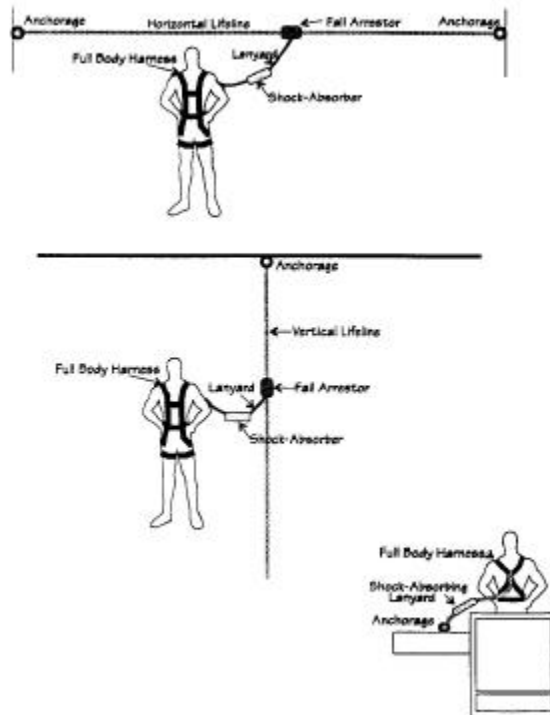 Anchorage
Horizontal Lifeline
Fall Arrestor
Anchorage
Full Body Harness
Lanyard
Shock-Absorber
Anchorage
Vertical Lifeline
Full Body Harness
Lanyard
Fall Arrestor
Shock-Absorber
Full Body Harness
Shock-Absorbing
Lanyard
Anchorage